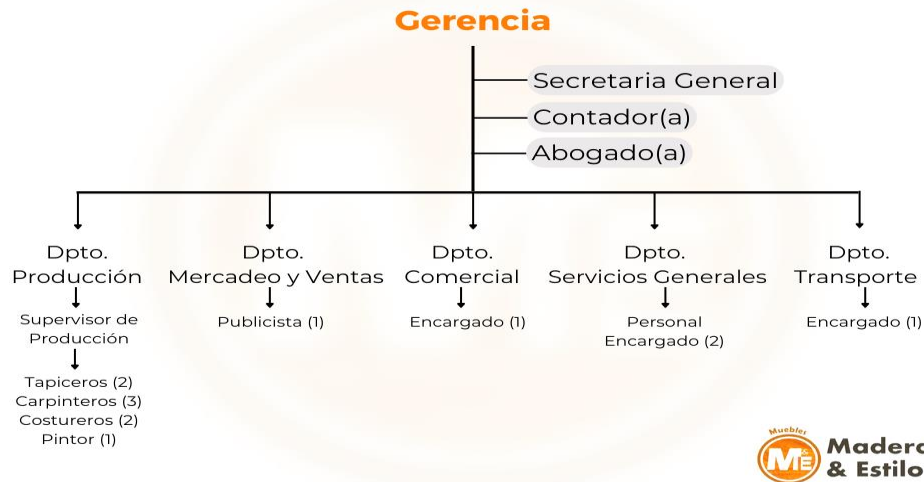 Gerencia
Secretaria General
Contador(a)
Abogado(a)
Dpto.
Producción
Dpto.
Mercadeo y Ventas
Dpto.
Comercial
Dpto.
Servicios Generales
Dpto.
Transporte
Supervisor de
Producción
Publicista (1)
Encargado (1)
Personal
Encargado (2)
Encargado (1)
Tapiceros (2)
Carpinteros (3)
Costureros (2)
Pintor (1)
Muebles
M&E
Madera
& Estilo